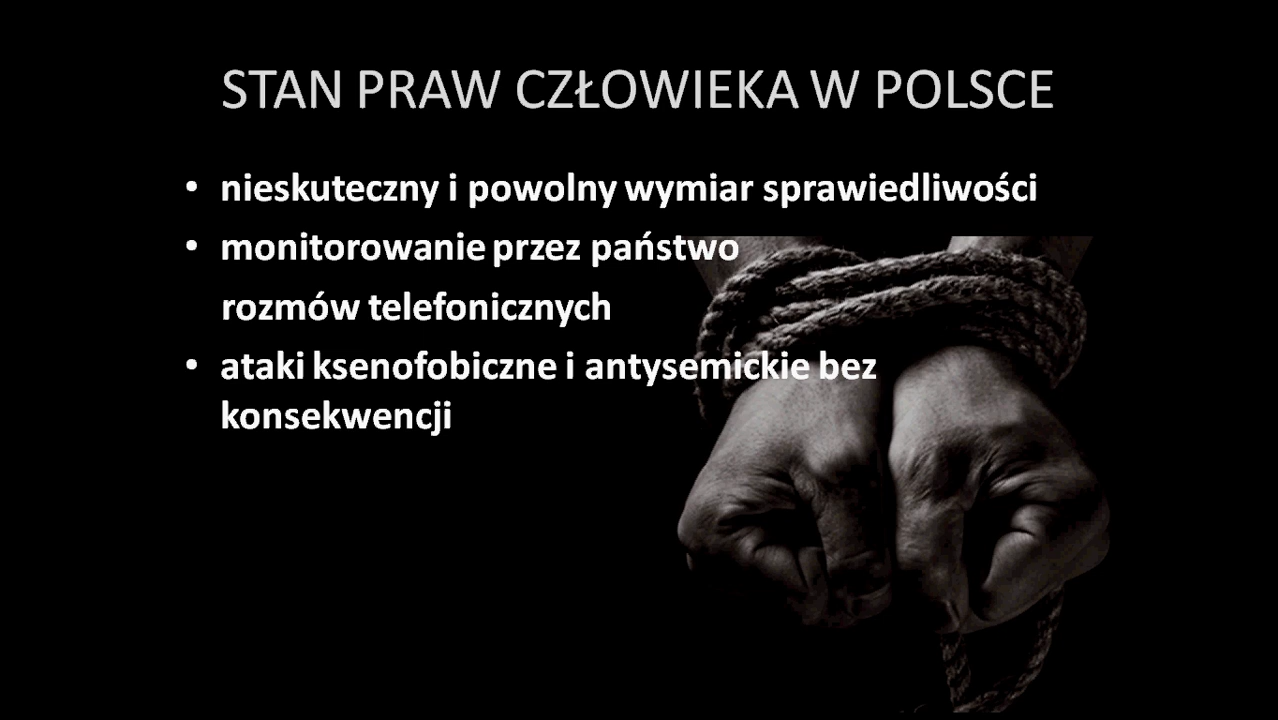 STAN PRAW CZŁOWIEKA W POLSCE
• nieskuteczny i powolny wymiar sprawiedliwości
• monitorowanie przez państwo
rozmów telefonicznych
• ataki ksenofobiczne i antysemickie bez
konsekwencji